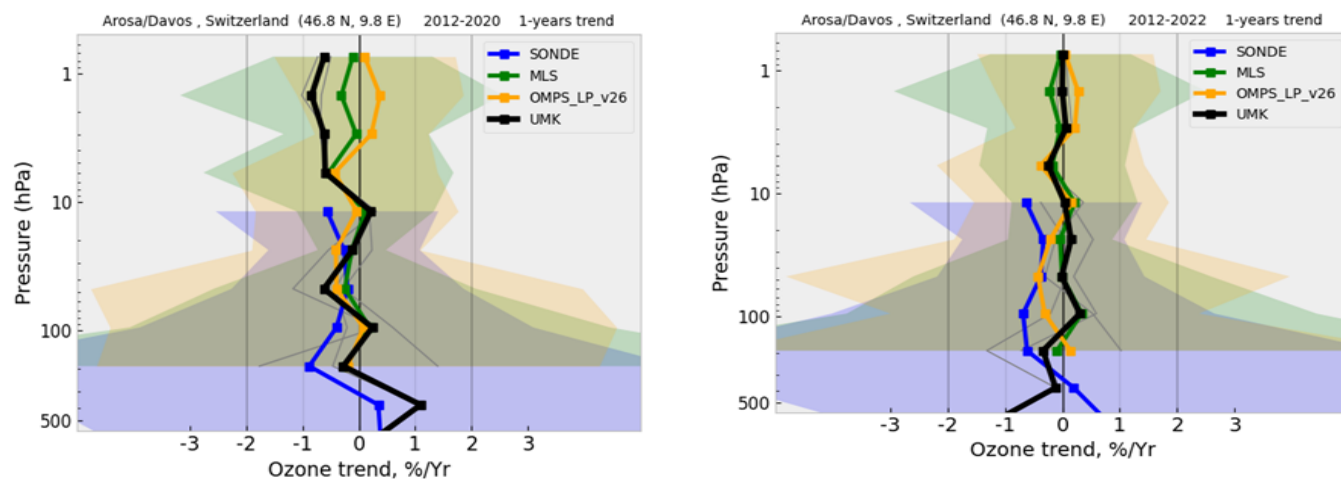 Arosa/Davos , Switzerland (46.8 N, 9.8 E) 2012-2020 1-years trend
SONDE
MLS
OMPS_LP_v26
UMK
Pressure (hPa)
1
10
100
500
-3 -2 -1 0 1 2 3
Ozone trend, %/Yr
Arosa/Davos , Switzerland (46.8 N, 9.8 E) 2012-2022 1-years trend
SONDE
MLS
OMPS_LP_v26
UMK
Pressure (hPa)
1
10
100
500
-3 -2 -1 0 1 2 3
Ozone trend, %/Yr